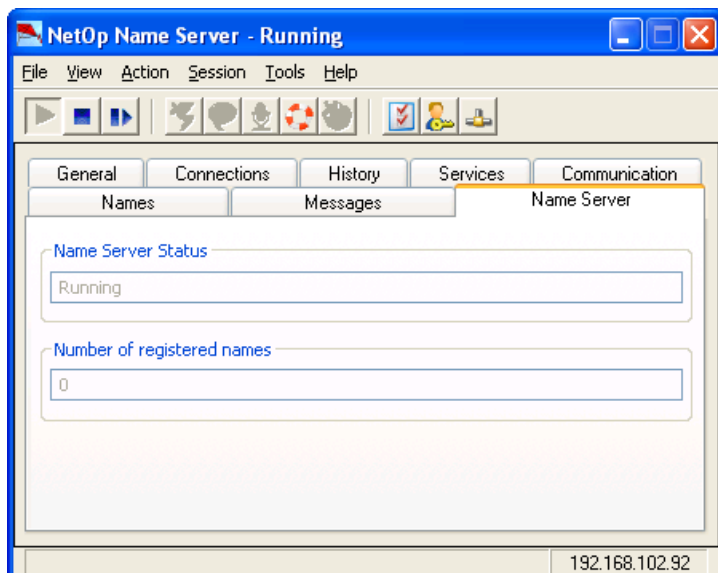 NetOp Name Server - Running
File View Action Session Tools Help
General Connections History Services Communication
Names Messages Name Server
Name Server Status
Running
Number of registered names
0
192.168.102.92